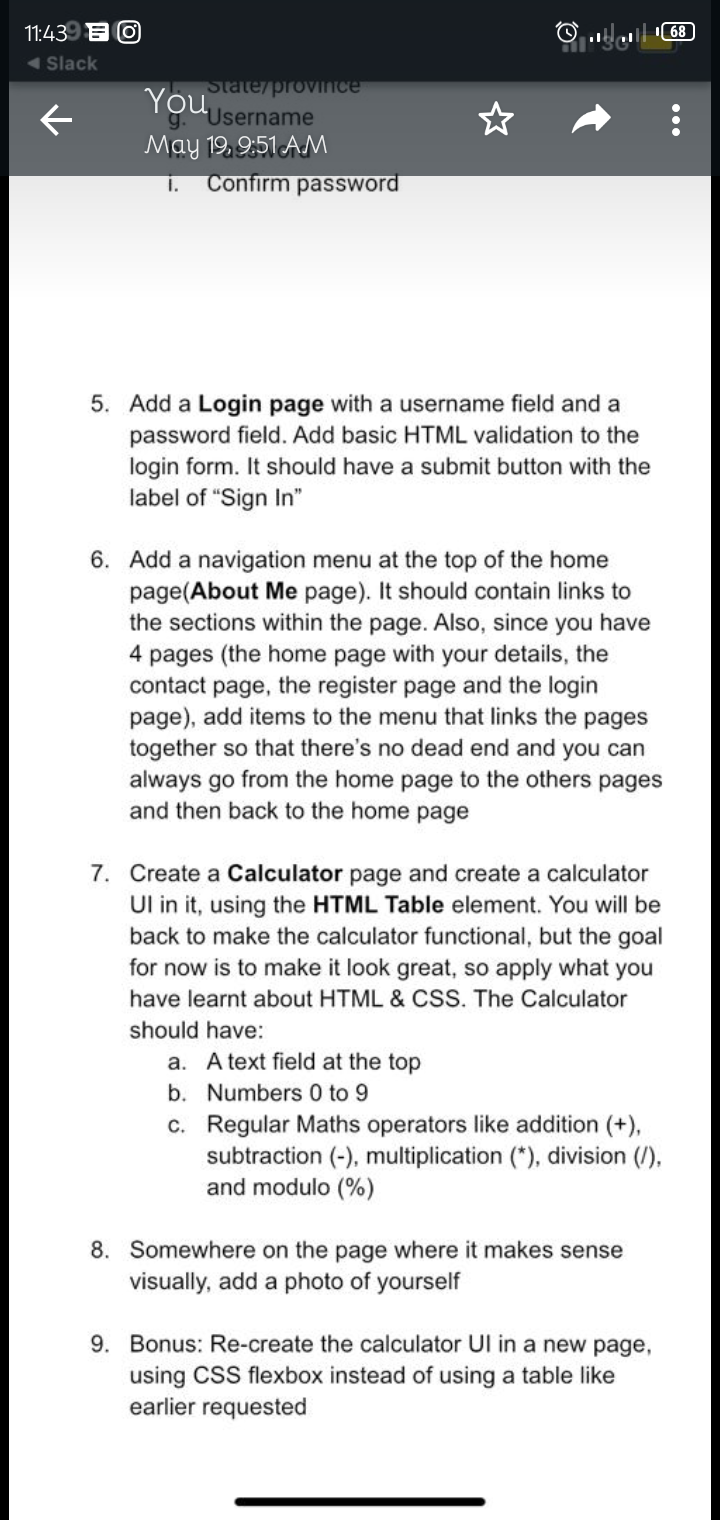 11:43
68
3G
◄ Slack
State/province
You
g. Username
May 19, 9:51 AM
Password
i. Confirm password
5. Add a Login page with a username field and a
password field. Add basic HTML validation to the
login form. It should have a submit button with the
label of “Sign In”
6. Add a navigation menu at the top of the home
page(About Me page). It should contain links to
the sections within the page. Also, since you have
4 pages (the home page with your details, the
contact page, the register page and the login
page), add items to the menu that links the pages
together so that there’s no dead end and you can
always go from the home page to the others pages
and then back to the home page
7. Create a Calculator page and create a calculator
UI in it, using the HTML Table element. You will be
back to make the calculator functional, but the goal
for now is to make it look great, so apply what you
have learnt about HTML & CSS. The Calculator
should have:
a. A text field at the top
b. Numbers 0 to 9
c. Regular Maths operators like addition (+),
subtraction (-), multiplication (*), division (/),
and modulo (%)
8. Somewhere on the page where it makes sense
visually, add a photo of yourself
9. Bonus: Re-create the calculator UI in a new page,
using CSS flexbox instead of using a table like
earlier requested